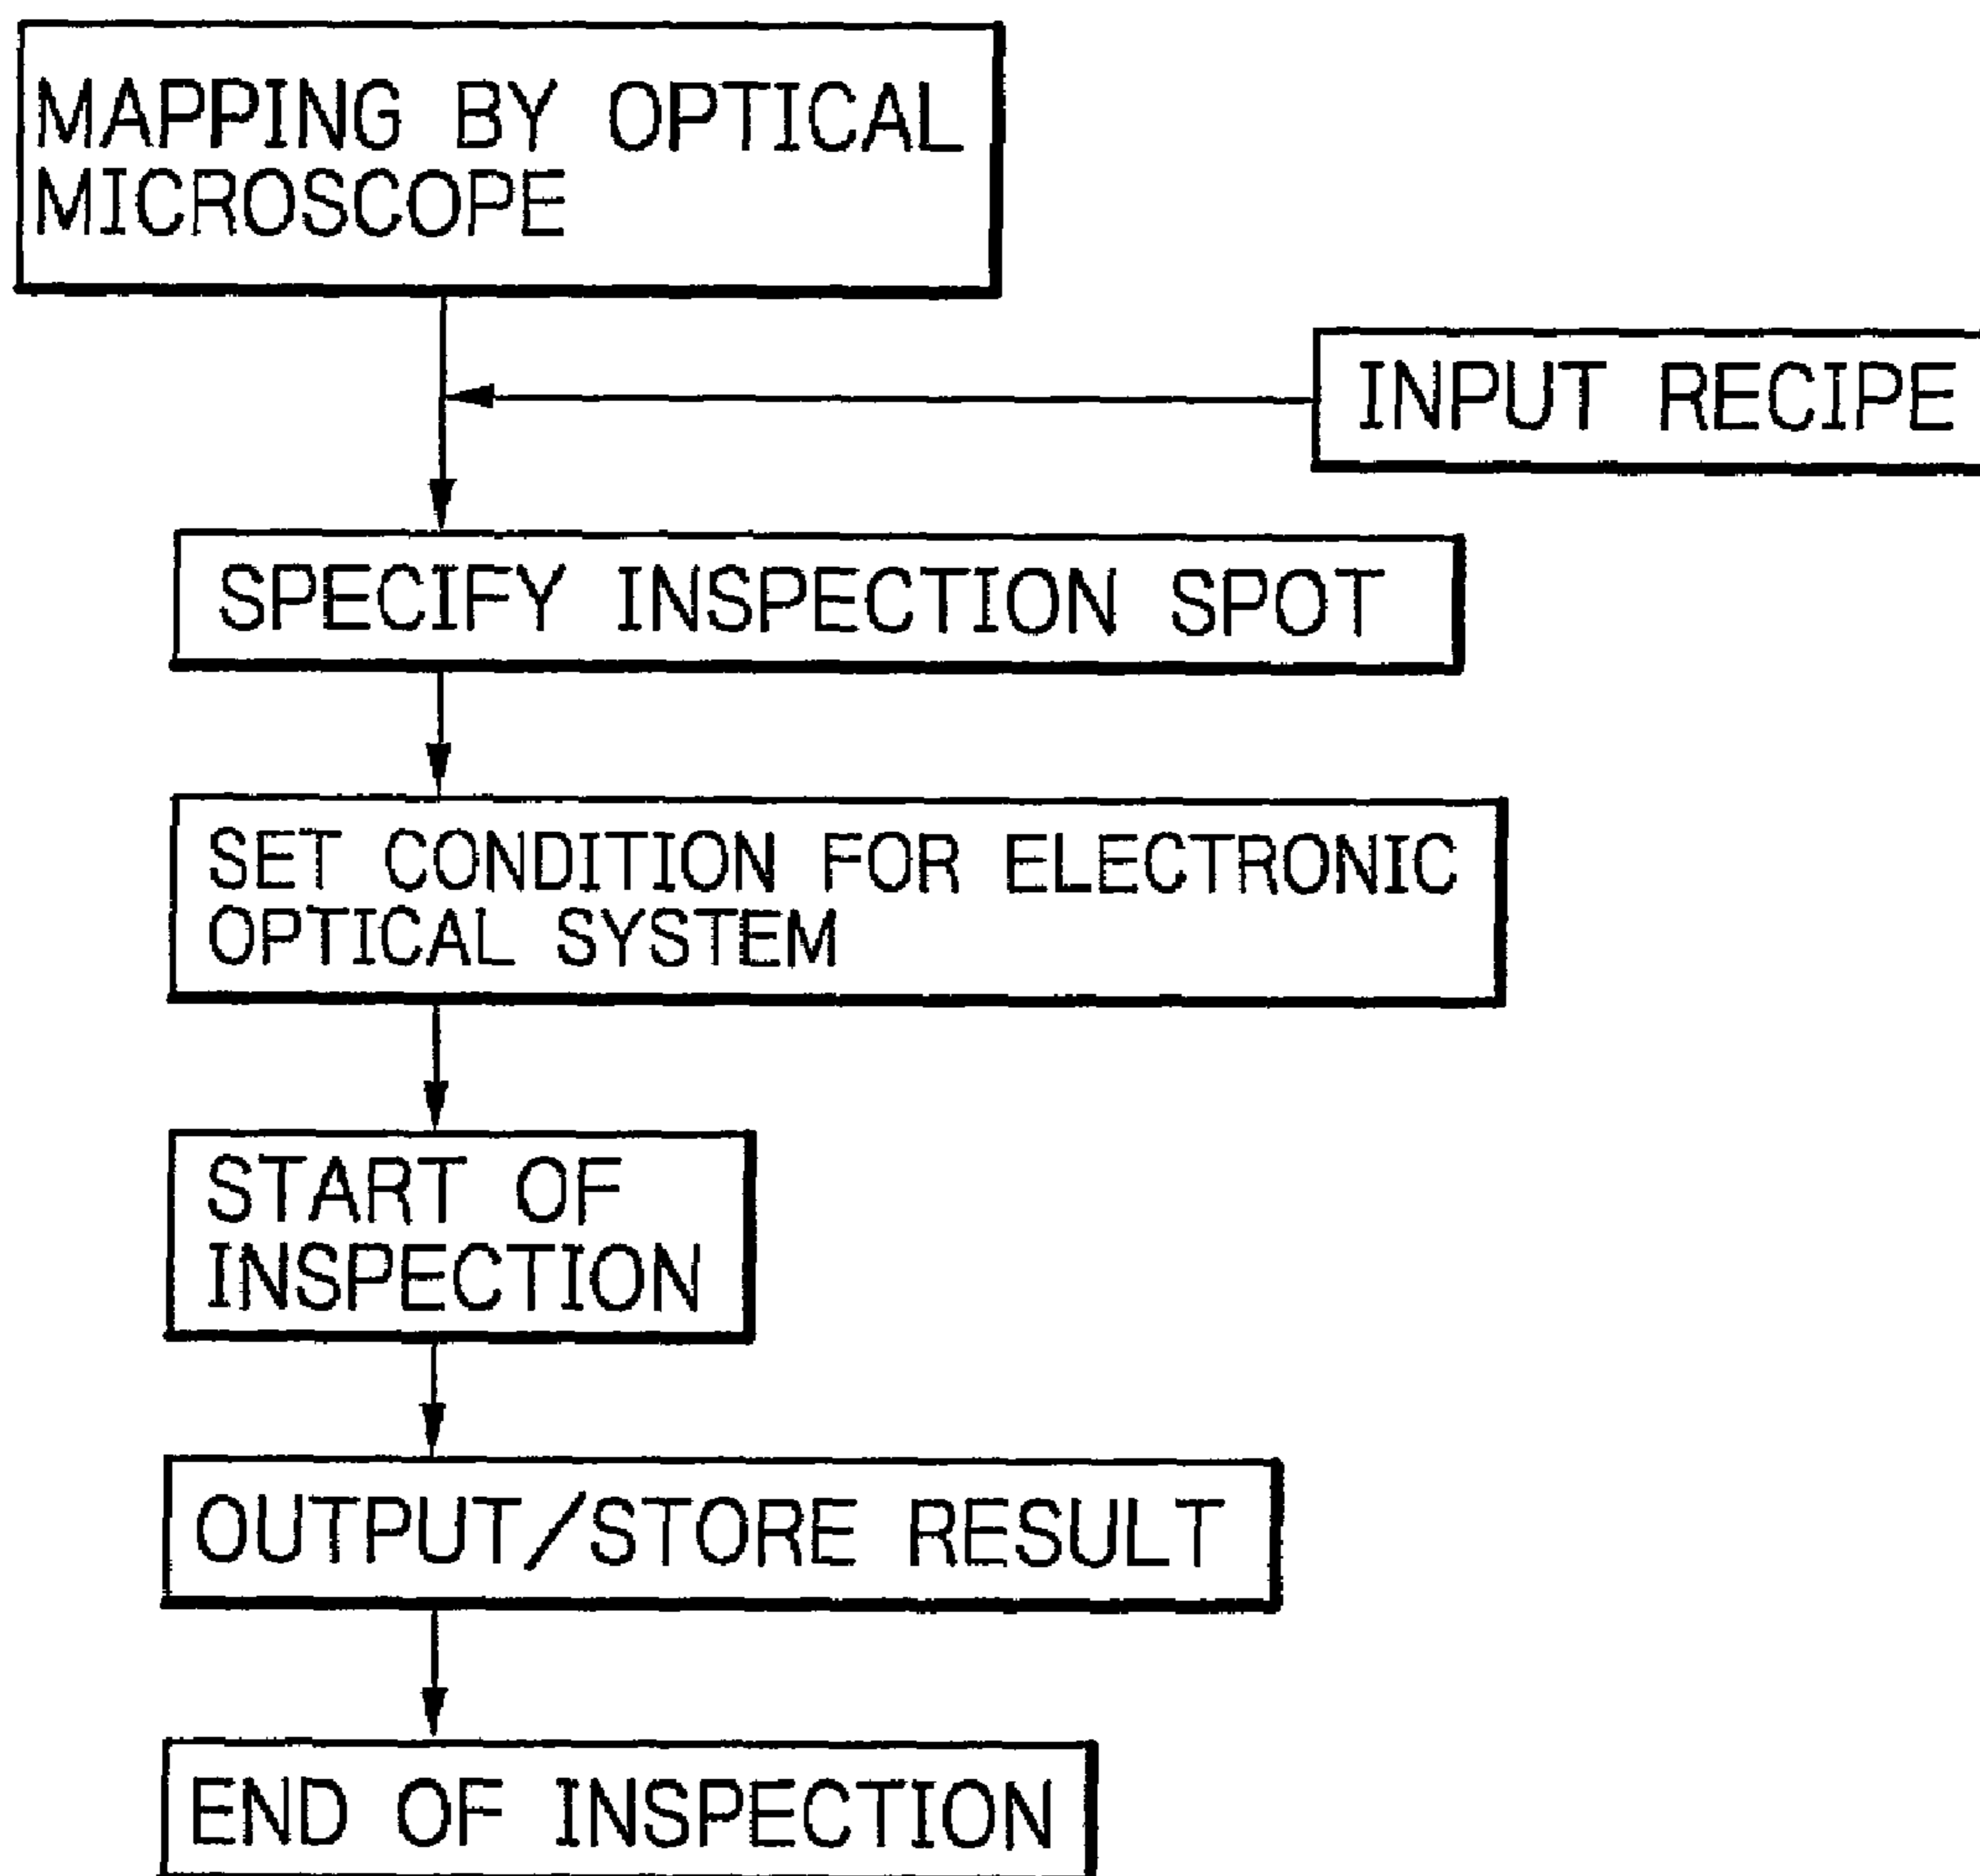 MAPPING BY OPTICAL
MICROSCOPE
INPUT RECIPE
SPECIFY INSPECTION SPOT
SET CONDITION FOR ELECTRONIC
OPTICAL SYSTEM
START OF
INSPECTION
OUTPUT/STORE RESULT
END OF INSPECTION